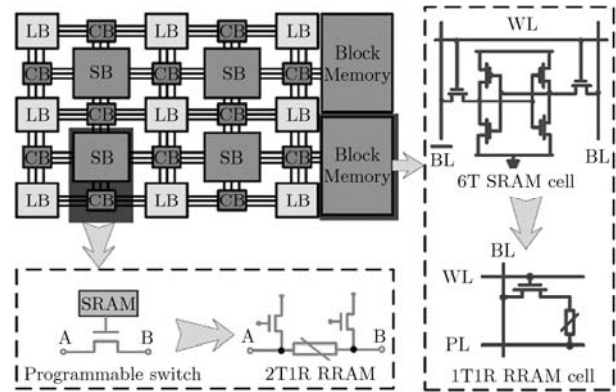 LB CB LB CB LB
Block
Memory
CB SB CB SB CB
LB CB LB CB LB
CB SB CB SB CB
Block
Memory
LB CB LB CB LB
WL
BL BL
6T SRAM cell
BL
WL
PL
1T1R RRAM cell
SRAM
A B
Programmable switch
A B
2T1R RRAM